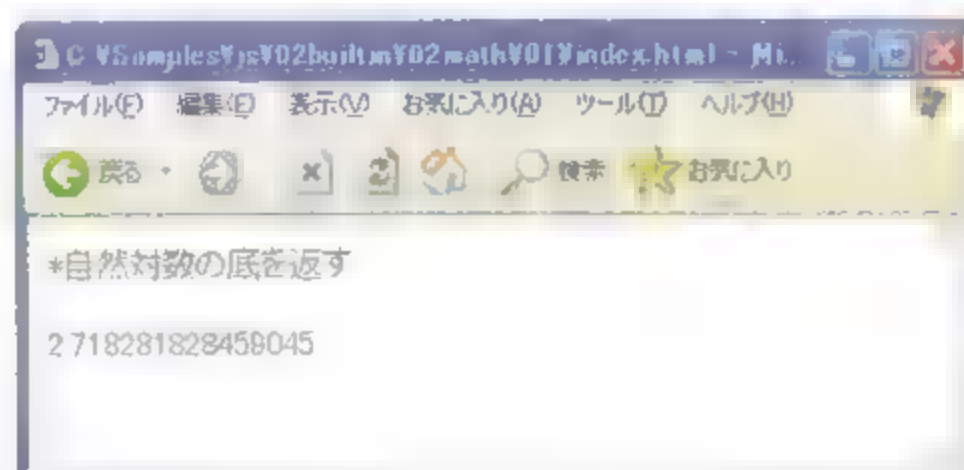 C:¥Samples¥js¥02builtin¥02math¥01¥index.html - Mi...
ファイル(F) 編集(E) 表示(V) お気に入り(A) ツール(T) ヘルプ(H)
戻る 検索 お気に入り
*自然対数の底を返す
2.718281828459045